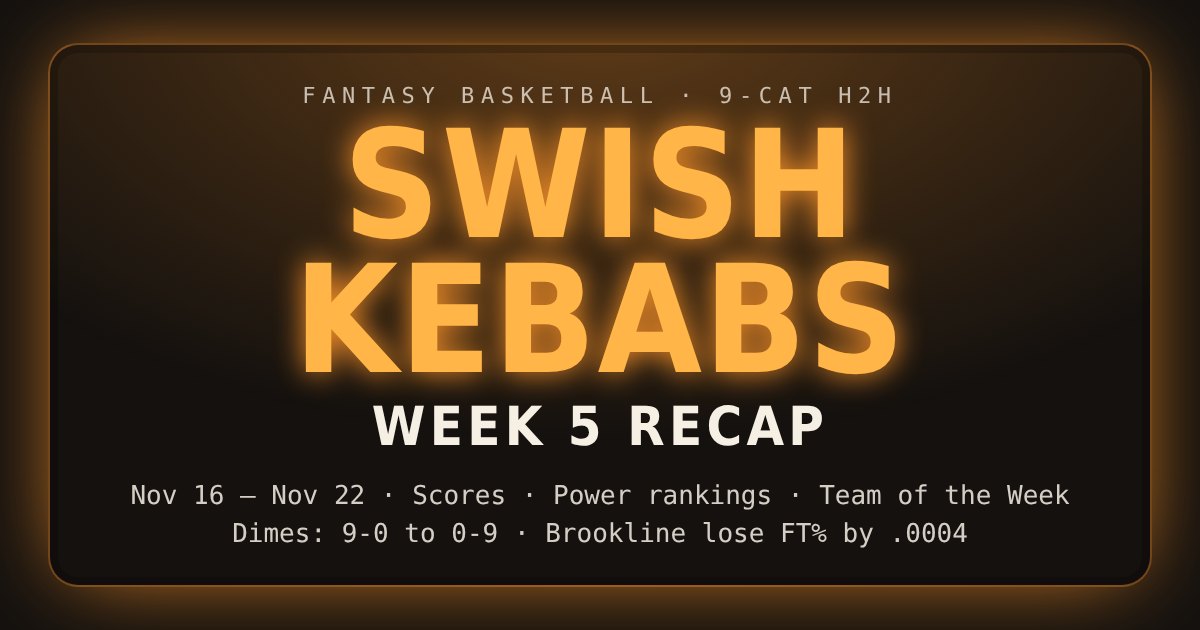 FANTASY BASKETBALL · 9-CAT H2H
SWISH
KEBABS
WEEK 5 RECAP
Nov 16 — Nov 22 · Scores · Power rankings · Team of the Week
Dimes: 9-0 to 0-9 · Brookline lose FT% by .0004